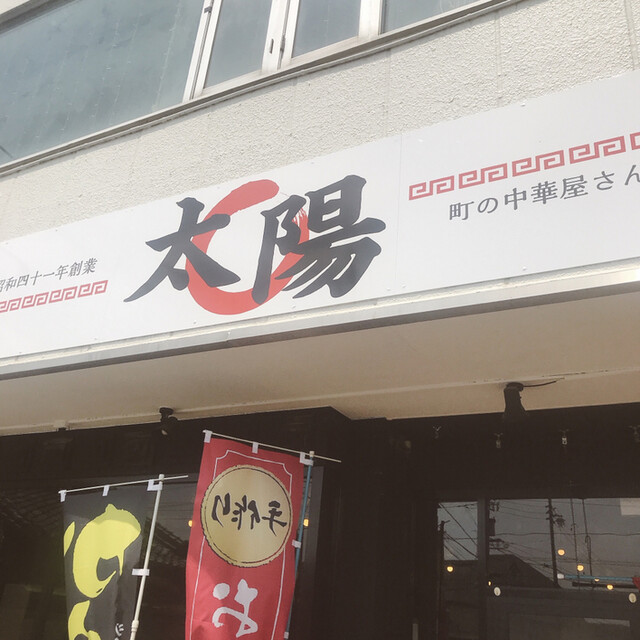 昭和四十一年創業
太陽
町の中華屋さん
手作り
お